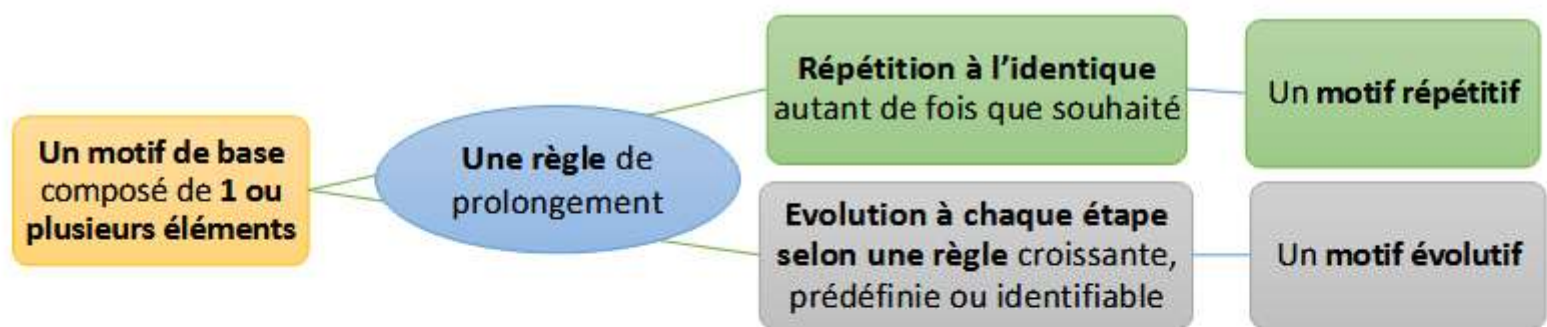 Un motif de base
composé de 1 ou
plusieurs éléments
Une règle de
prolongement
Répétition à l'identique
autant de fois que souhaité
Un motif répétitif
Evolution à chaque étape
selon une règle croissante,
prédéfinie ou identifiable
Un motif évolutif